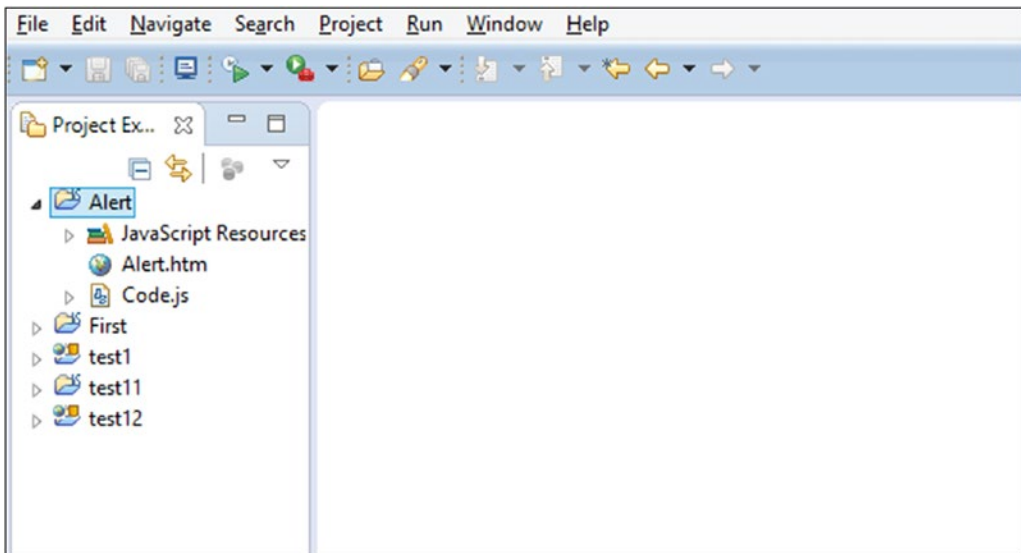 File Edit Navigate Search Project Run Window Help
Project Ex...
Alert
JavaScript Resources
Alert.htm
Code.js
First
test1
test11
test12